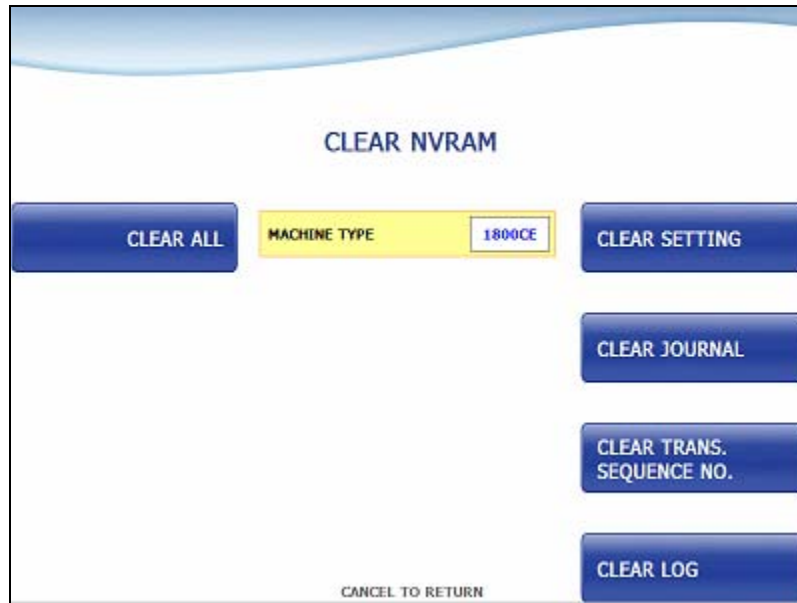 CLEAR NVRAM
CLEAR ALL
MACHINE TYPE
1800CE
CLEAR SETTING
CLEAR JOURNAL
CLEAR TRANS.
SEQUENCE NO.
CLEAR LOG
CANCEL TO RETURN